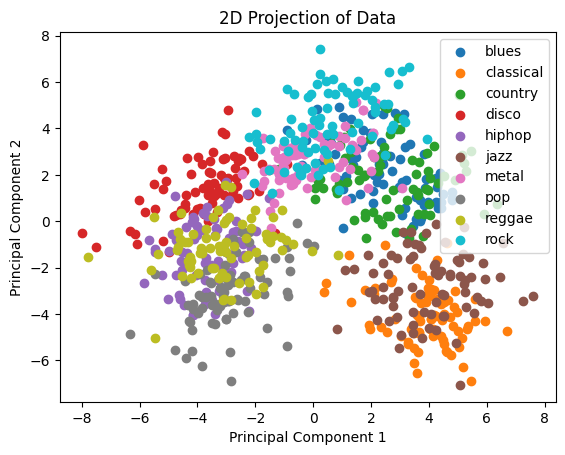 2D Projection of Data
8
6
4
2
0
−2
−4
−6
Principal Component 2
blues
classical
country
disco
hiphop
jazz
metal
pop
reggae
rock
−8 −6 −4 −2 0 2 4 6 8
Principal Component 1